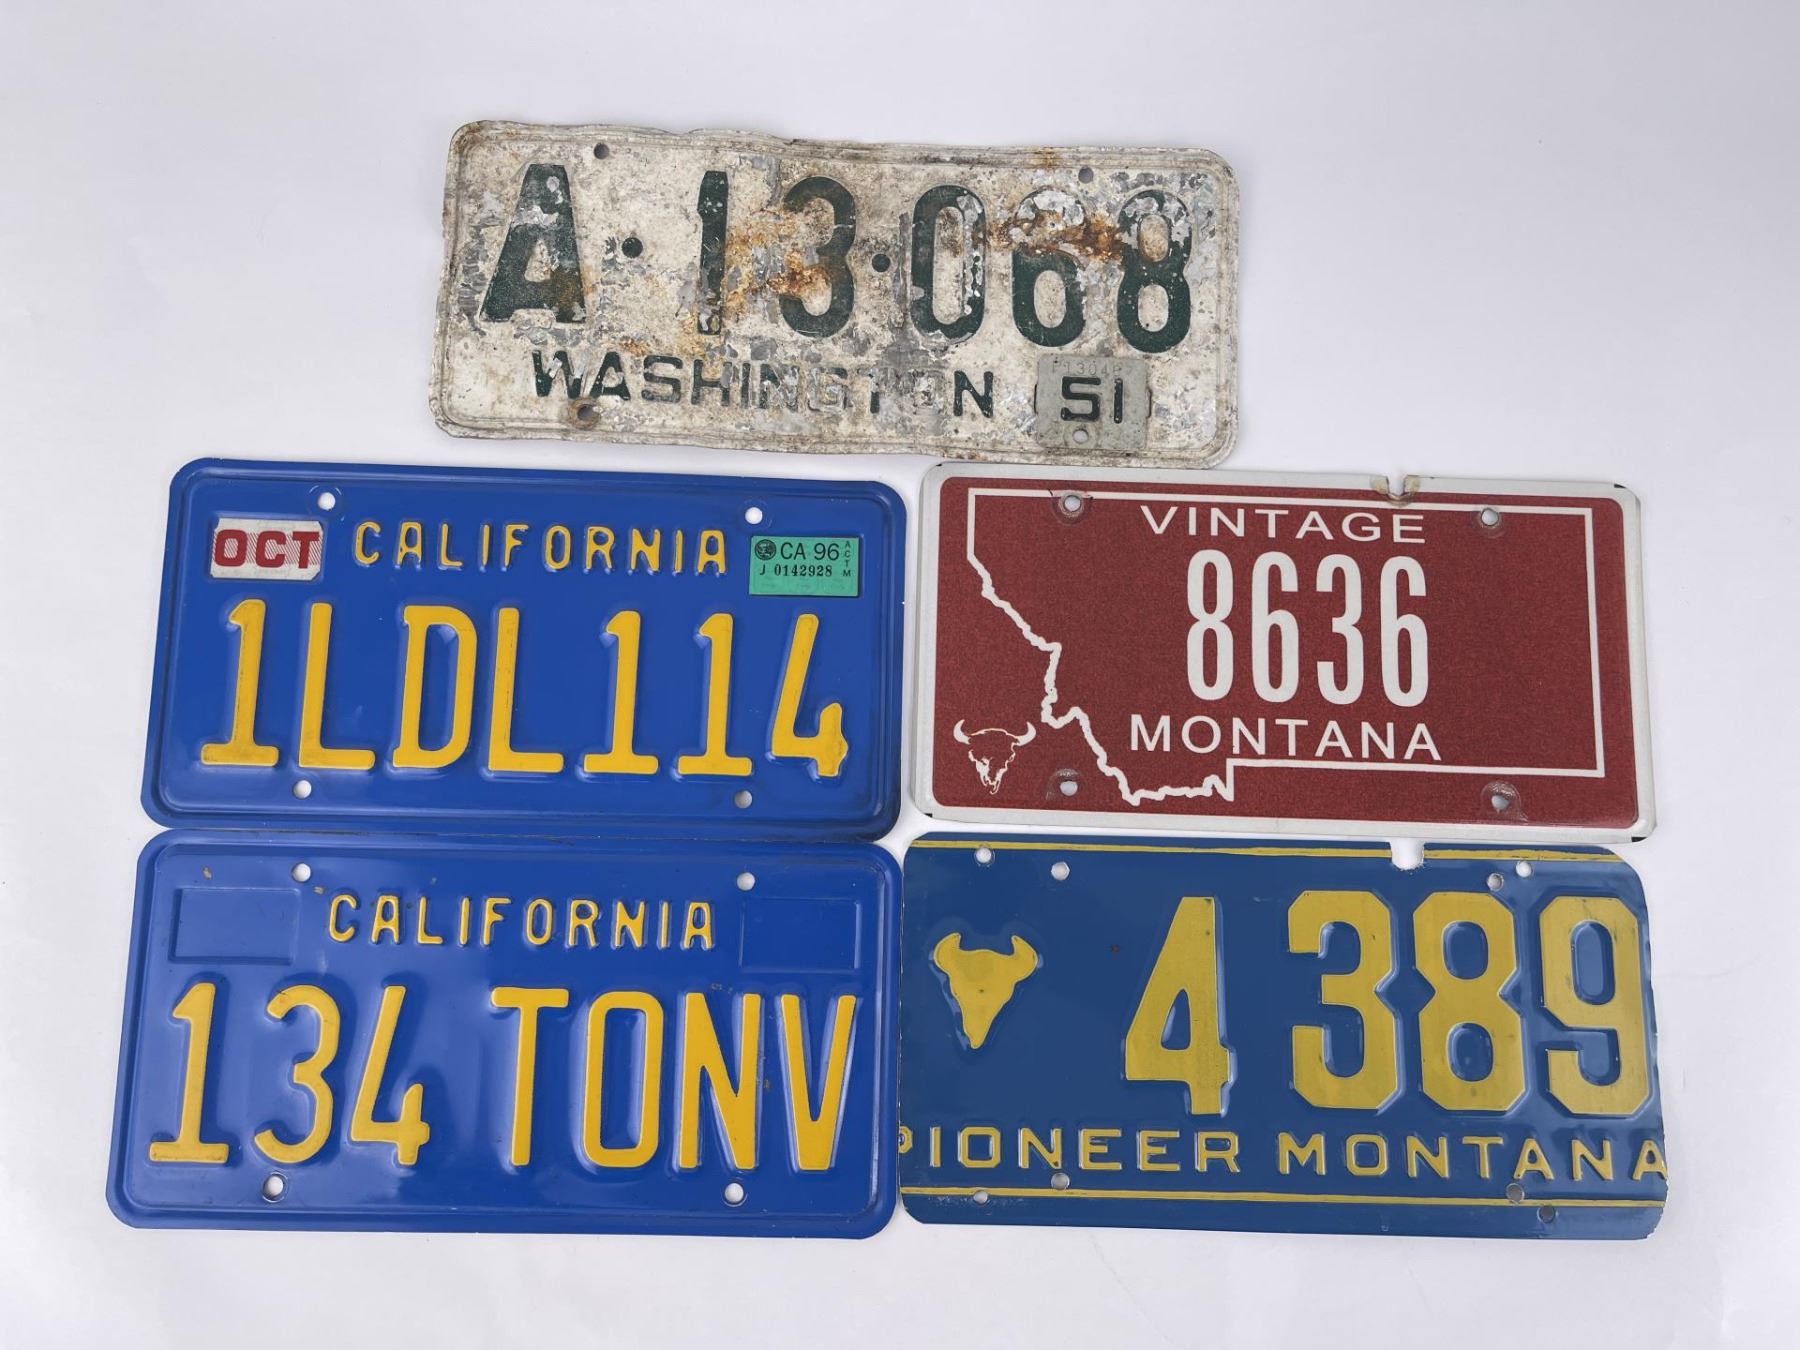 A·13·068
WASHINGTON 51
OCT CALIFORNIA CA 96 ACTM
J 0142928
1LDL114
VINTAGE
8636
MONTANA
CALIFORNIA
134 TONV
4 389
PIONEER MONTANA